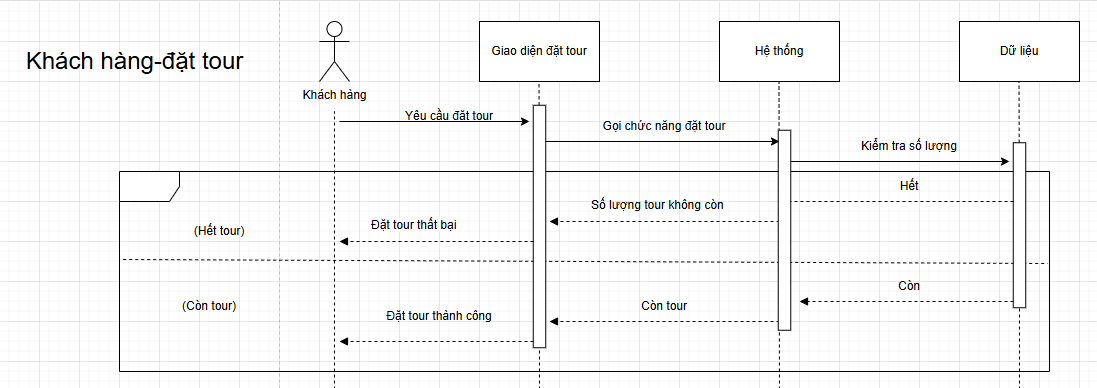 Khách hàng-đặt tour
Khách hàng
Giao diện đặt tour
Hệ thống
Dữ liệu
Yêu cầu đặt tour
Gọi chức năng đặt tour
Kiểm tra số lượng
Hết
Số lượng tour không còn
Đặt tour thất bại
(Hết tour)
Còn
(Còn tour)
Còn tour
Đặt tour thành công